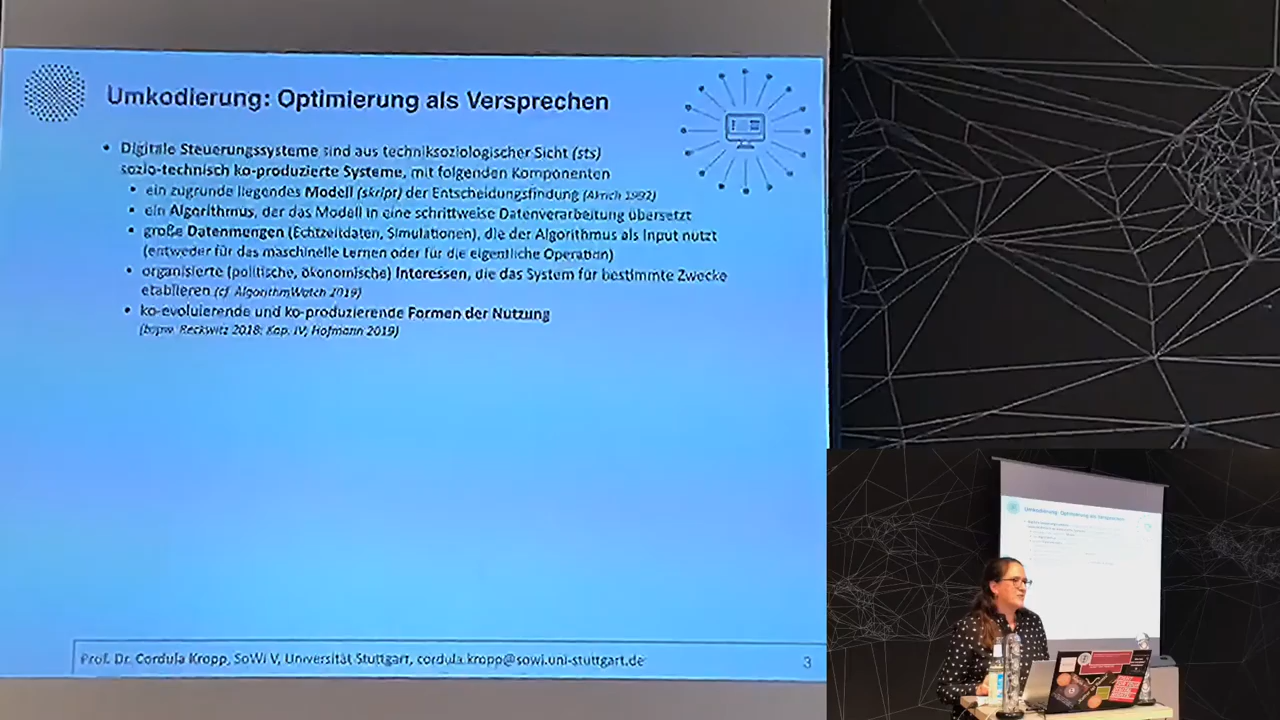 Umkodierung: Optimierung als Versprechen
• Digitale Steuerungssysteme sind aus techniksoziologischer Sicht (sts)
sozio-technisch ko-produzierte Systeme, mit folgenden Komponenten
• ein zugrunde liegendes Modell (skript) der Entscheidungsfindung (Akrich 1992)
• ein Algorithmus, der das Modell in eine schrittweise Datenverarbeitung übersetzt
• große Datenmengen (Echtzeitdaten, Simulationen), die der Algorithmus als Input nutzt
(entweder für das maschinelle Lernen oder für die eigentliche Operation)
• organisierte (politische, ökonomische) Interessen, die das System für bestimmte Zwecke
etablieren (cf. AlgorithmWatch 2019)
• ko-evoluierende und ko-produzierende Formen der Nutzung
(bspw. Reckwitz 2018: Kap. IV, Hofmann 2019)
Prof. Dr. Cordula Kropp, SoWi V, Universität Stuttgart, cordula.kropp@sowi.uni-stuttgart.de
3
Umkodierung: Optimierung als Versprechen